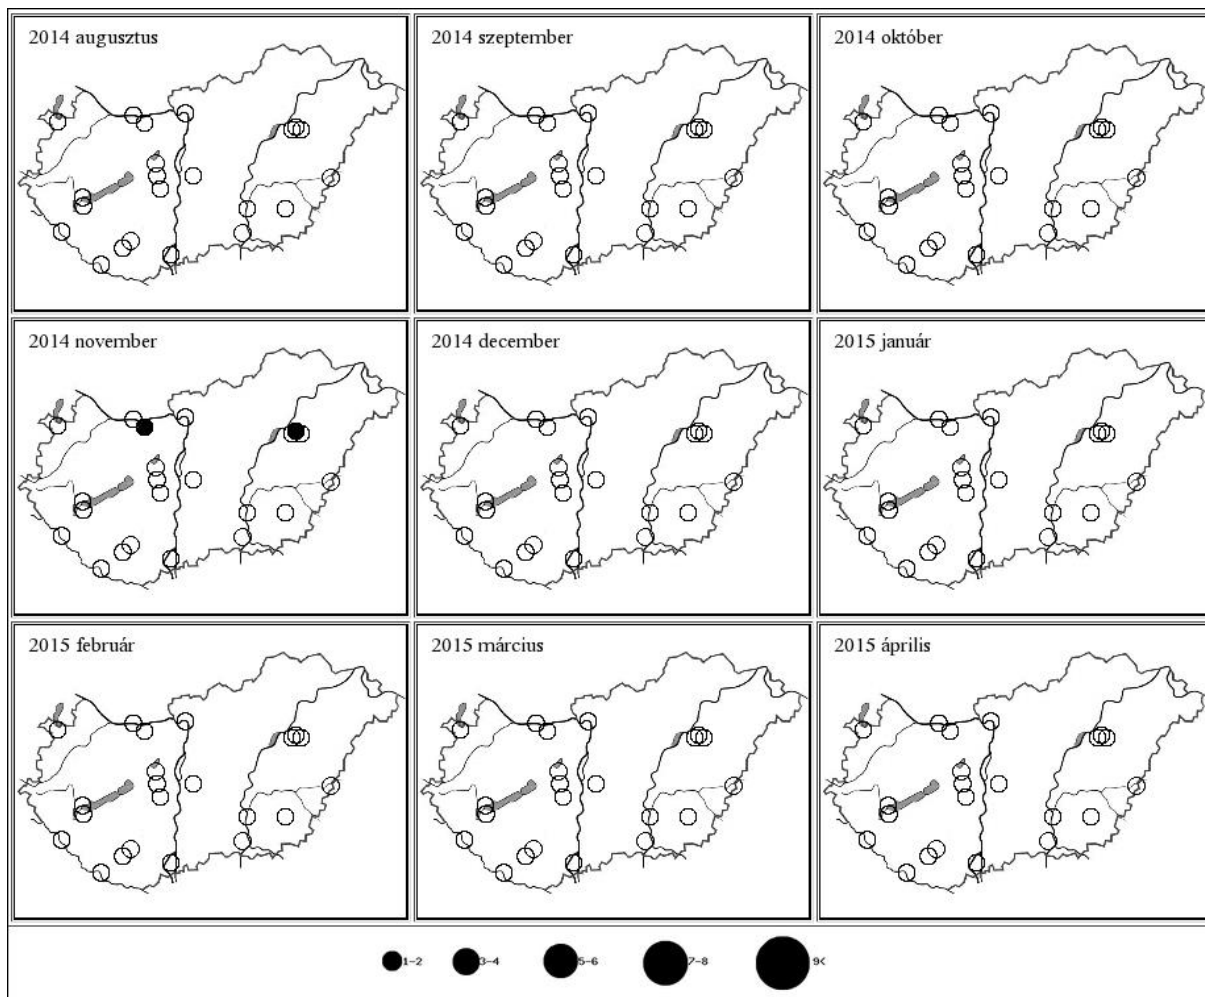 2014 augusztus
2014 szeptember
2014 október
2014 november
2014 december
2015 január
2015 február
2015 március
2015 április
1-2
3-4
5-6
7-8
9<